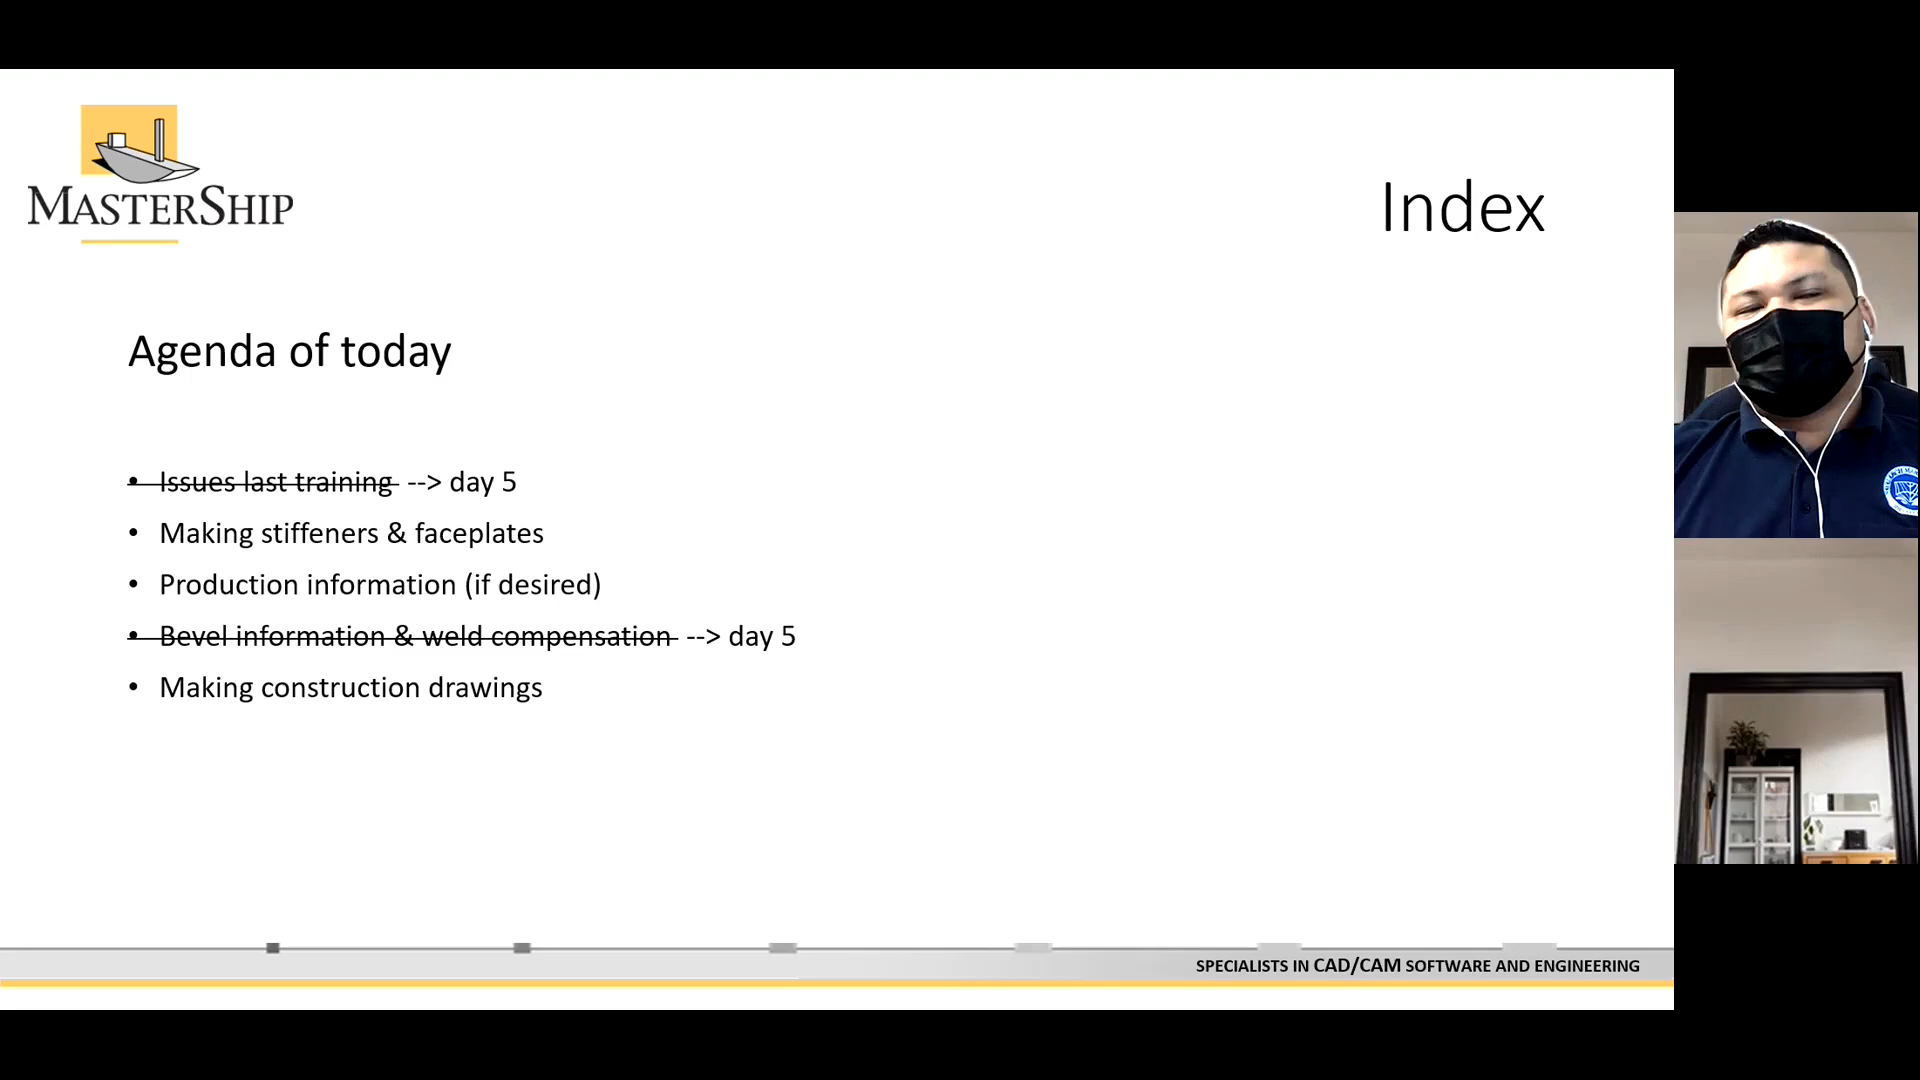 MASTERSHIP
Index
Agenda of today
• Issues last training --> day 5
• Making stiffeners & faceplates
• Production information (if desired)
• Bevel information & weld compensation --> day 5
• Making construction drawings
SPECIALISTS IN CAD/CAM SOFTWARE AND ENGINEERING